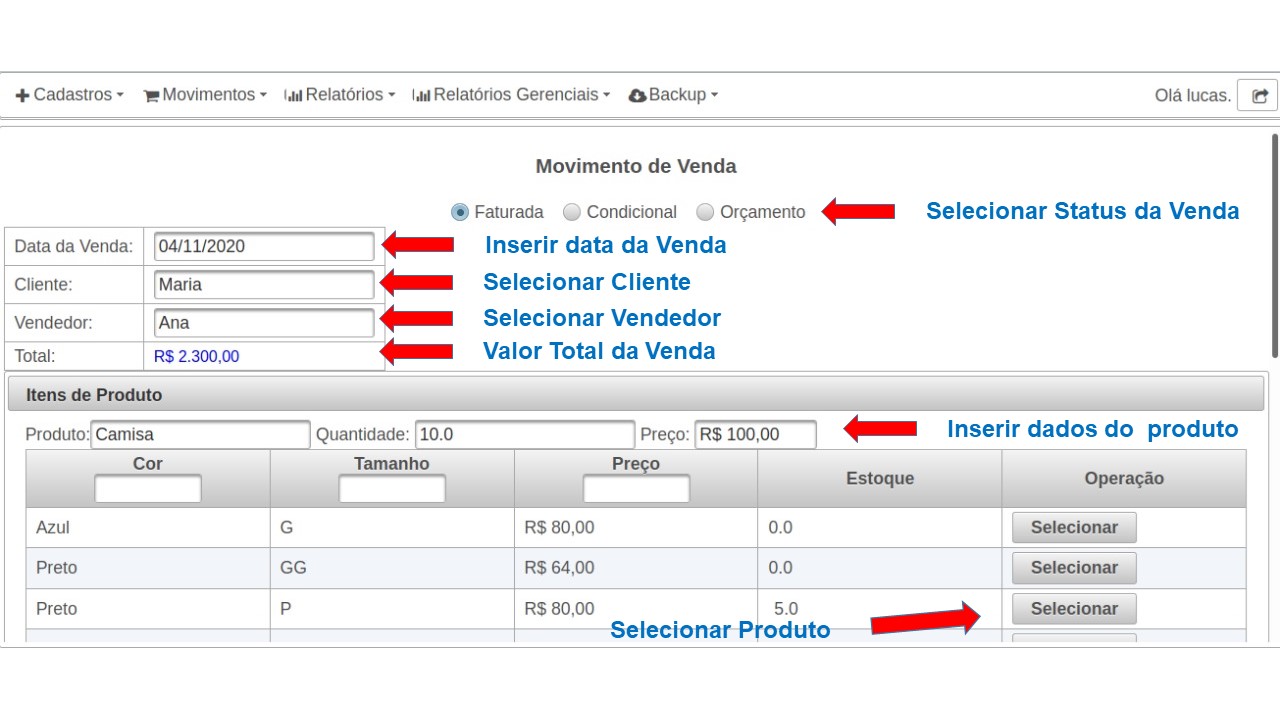 Cadastros Movimentos Relatórios Relatórios Gerenciais Backup Olá lucas.
Movimento de Venda
Faturada Condicional Orçamento Selecionar Status da Venda
Data da Venda: 04/11/2020 Inserir data da Venda
Cliente: Maria Selecionar Cliente
Vendedor: Ana Selecionar Vendedor
Total: R$ 2.300,00 Valor Total da Venda
Itens de Produto
Produto: Camisa Quantidade: 10.0 Preço: R$ 100,00 Inserir dados do produto
Cor Tamanho Preço Estoque Operação
Azul G R$ 80,00 0.0 Selecionar
Preto GG R$ 64,00 0.0 Selecionar
Preto P R$ 80,00 5.0 Selecionar
Selecionar Produto